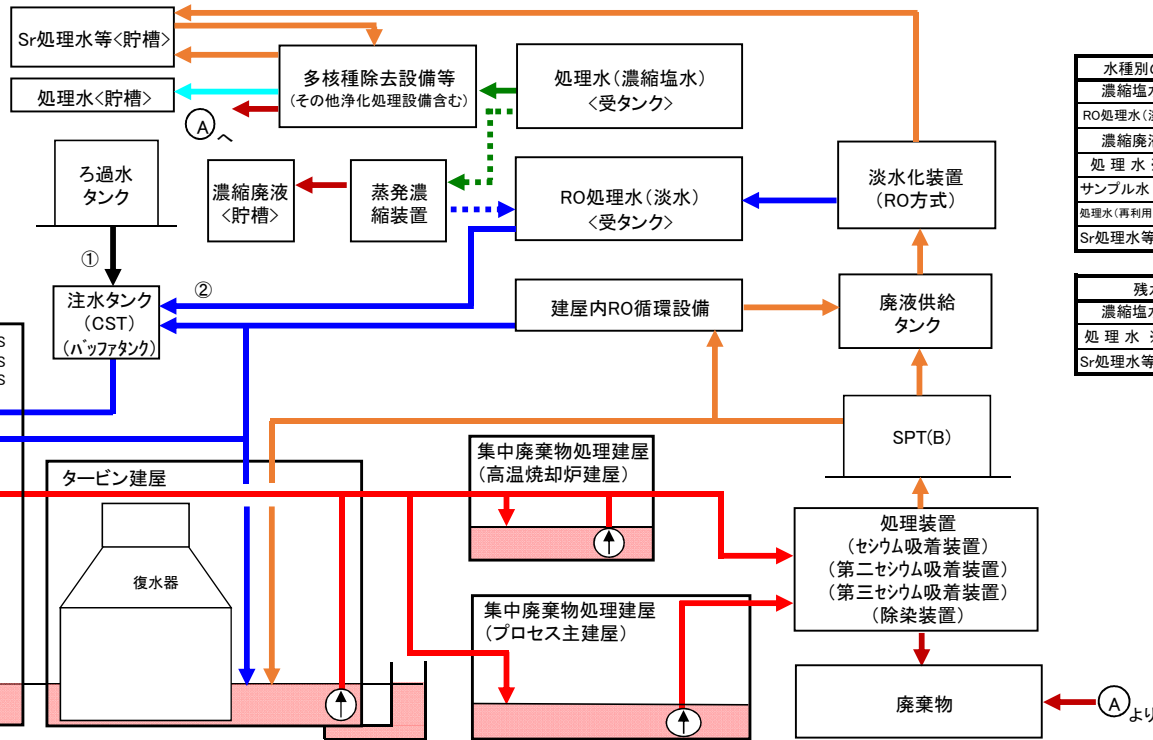 Sr処理水等<貯槽>
処理水<貯槽>
多核種除去設備等
(その他浄化処理設備含む)
処理水(濃縮塩水)
<受タンク>
Aへ
ろ過水
タンク
濃縮廃液
<貯槽>
蒸発濃
縮装置
RO処理水(淡水)
<受タンク>
淡水化装置
(RO方式)
①
②
注水タンク
(CST)
(バッファタンク)
建屋内RO循環設備
廃液供給
タンク
SPT(B)
S
S
S
タービン建屋
復水器
集中廃棄物処理建屋
(高温焼却炉建屋)
集中廃棄物処理建屋
(プロセス主建屋)
処理装置
(セシウム吸着装置)
(第二セシウム吸着装置)
(第三セシウム吸着装置)
(除染装置)
廃棄物
Aより
水種別の
濃縮塩水
RO処理水(淡
濃縮廃液
処理水
サンプル水
処理水(再利用
Sr処理水等
残水
濃縮塩水
処理水
Sr処理水等